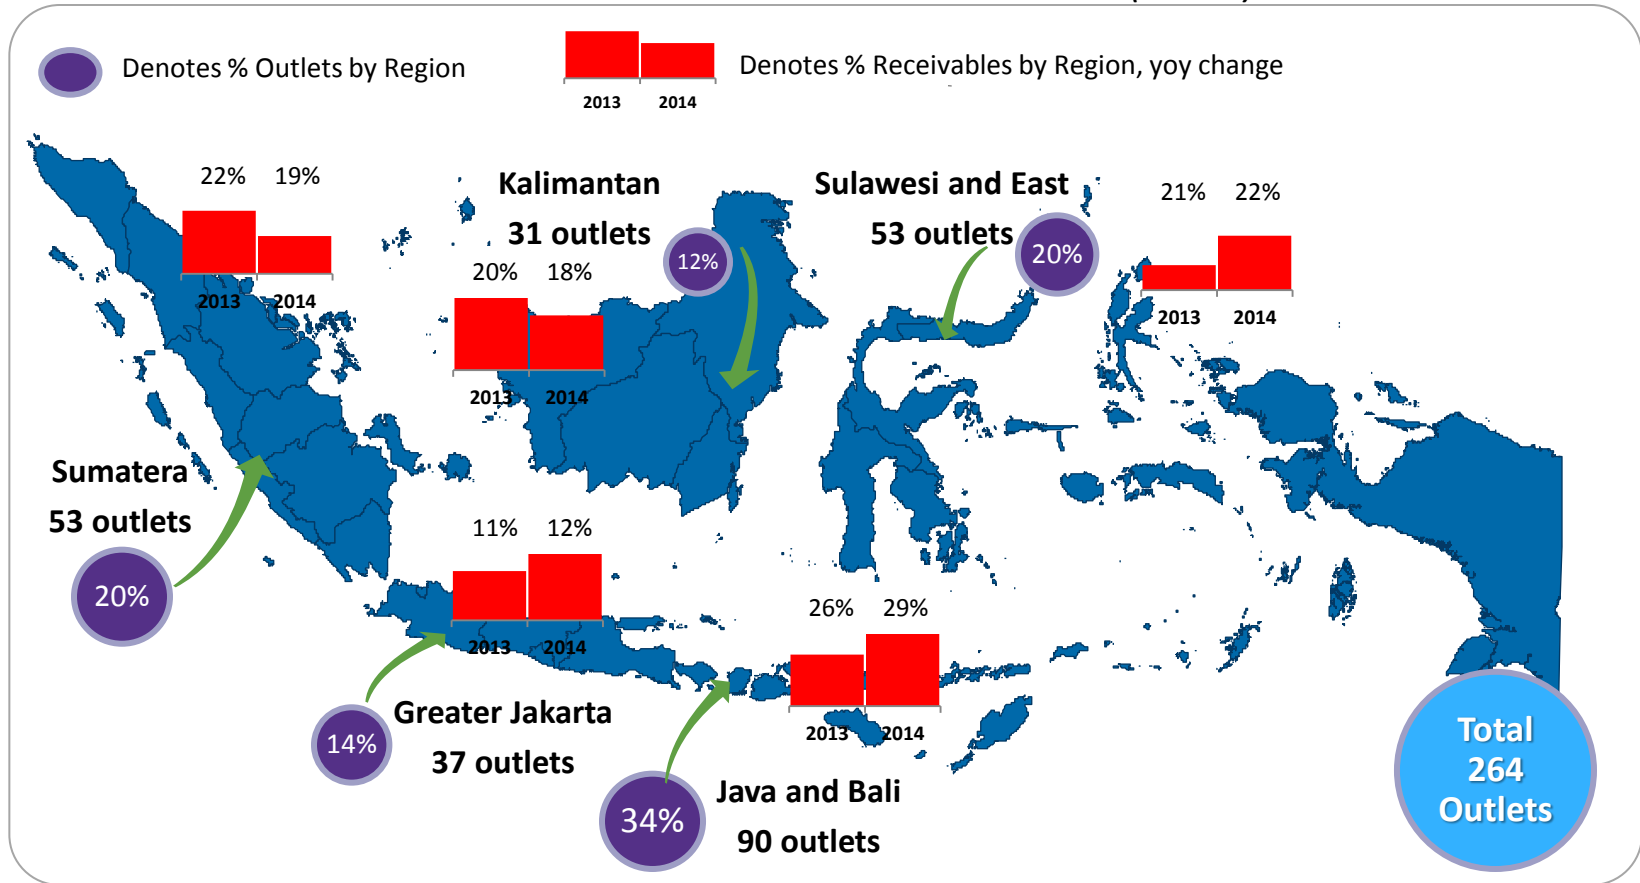 Denotes % Outlets by Region
2013 2014
Denotes % Receivables by Region, yoy change
22% 19%
2013 2014
Kalimantan
31 outlets
12%
20% 18%
2013 2014
Sulawesi and East
53 outlets
20%
21% 22%
2013 2014
Sumatera
53 outlets
20%
11% 12%
2013 2014
Greater Jakarta
37 outlets
14%
26% 29%
2013 2014
Java and Bali
90 outlets
34%
Total
264
Outlets